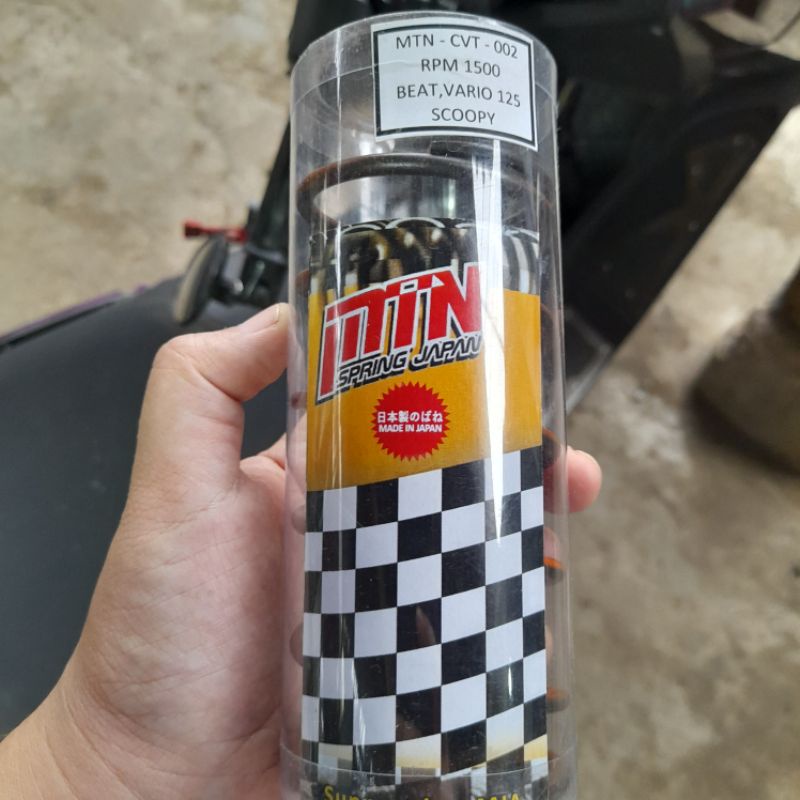 MTN - CVT - 002
RPM 1500
BEAT,VARIO 125
SCOOPY
MTN
SPRING JAPAN
日本製のばね
MADE IN JAPAN